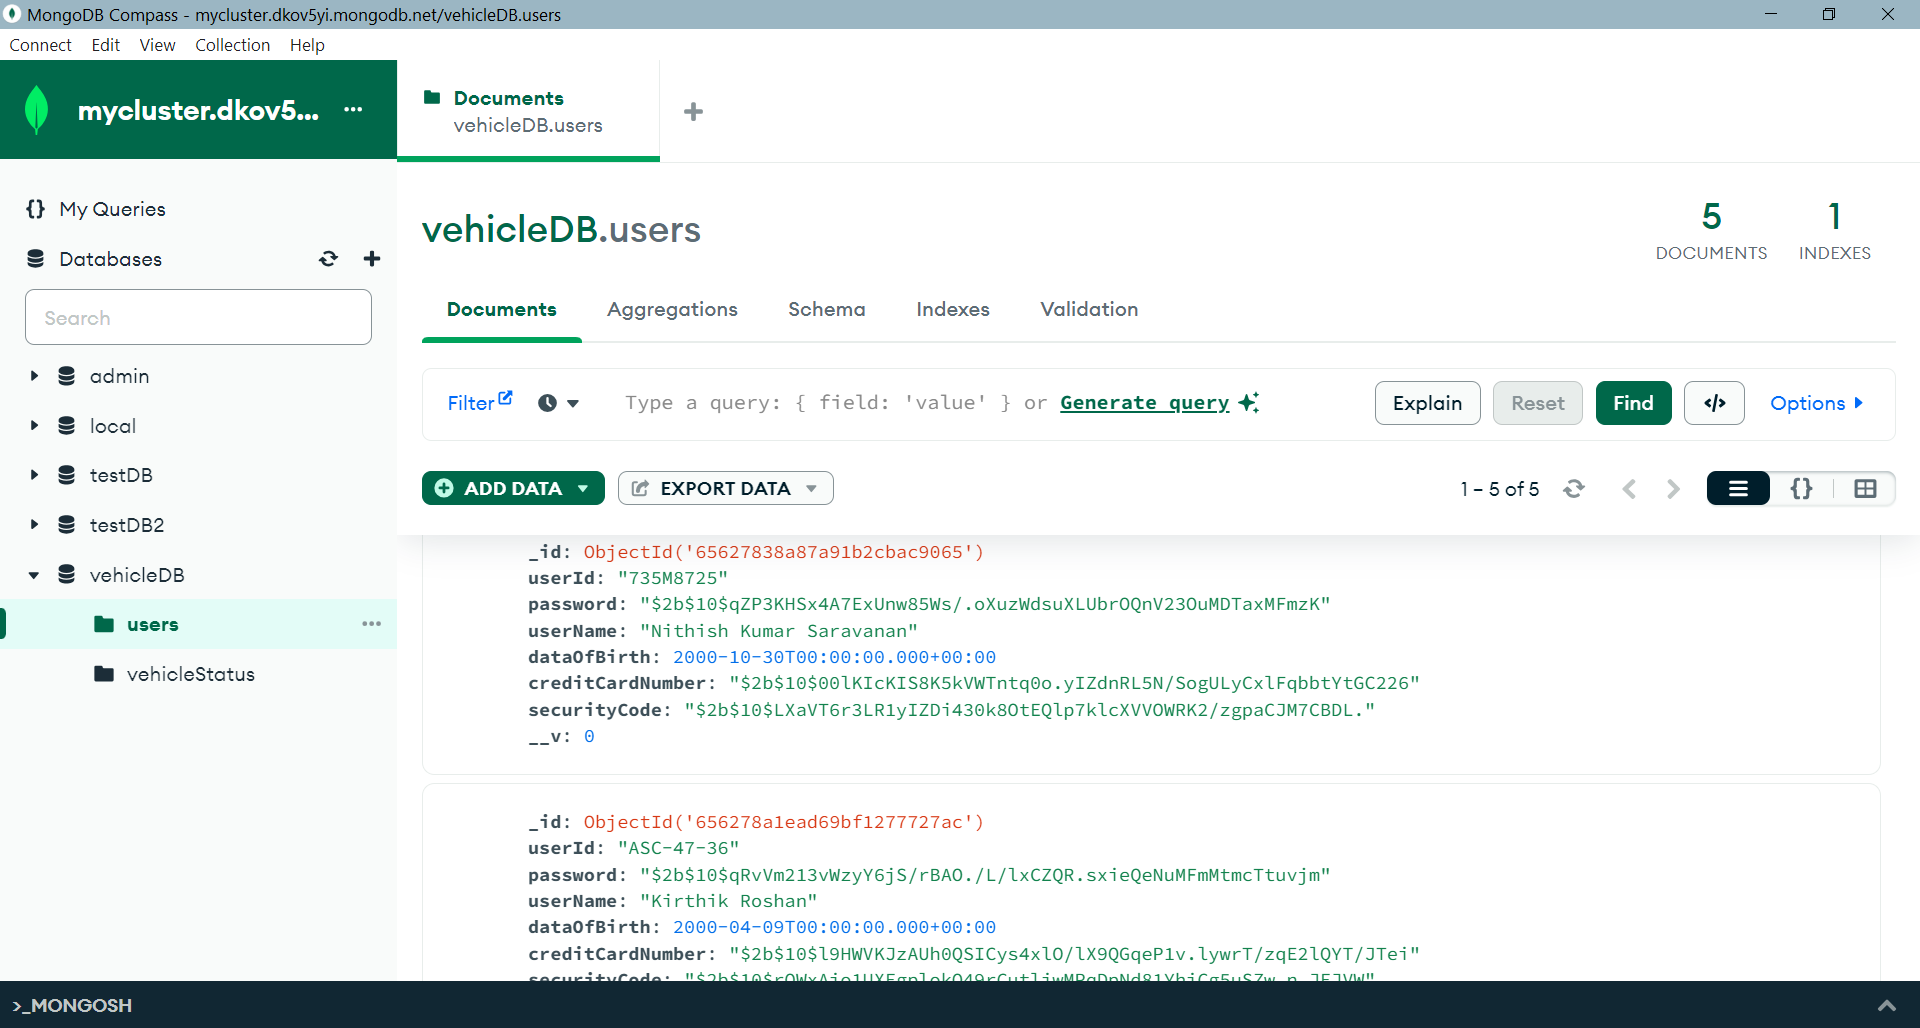 MongoDB Compass - mycluster.dkov5yi.mongodb.net/vehicleDB.users
Connect Edit View Collection Help
mycluster.dkov5...
Documents
vehicleDB.users
My Queries
Databases
Search
admin
local
testDB
testDB2
vehicleDB
users
vehicleStatus
vehicleDB.users
5
DOCUMENTS
1
INDEXES
Documents Aggregations Schema Indexes Validation
Filter Type a query: { field: 'value' } or Generate query Explain Reset Find </> Options
ADD DATA EXPORT DATA 1 – 5 of 5 {}
_id: ObjectId('65627838a87a91b2cbac9065')
userId: "735M8725"
password: "$2b$10$qZP3KHSx4A7ExUnw85Ws/.oXuzWdsuXLUbrOQnV23OuMDTaxMFmzK"
userName: "Nithish Kumar Saravanan"
dataOfBirth: 2000-10-30T00:00:00.000+00:00
creditCardNumber: "$2b$10$00lKIcKIS8K5kVWTntq0o.yIZdnRL5N/SogULyCxlFqbbtYtGC226"
securityCode: "$2b$10$LXaVT6r3LR1yIZDi430k8OtEQlp7klcXVVOWRK2/zgpaCJM7CBDL."
__v: 0
_id: ObjectId('656278a1ead69bf1277727ac')
userId: "ASC-47-36"
password: "$2b$10$qRvVm213vWzyY6jS/rBAO./L/lxCZQR.sxieQeNuMFmMtmcTtuvjm"
userName: "Kirthik Roshan"
dataOfBirth: 2000-04-09T00:00:00.000+00:00
creditCardNumber: "$2b$10$l9HWVKJzAUh0QSICys4xlO/lX9QGqeP1v.lywrT/zqE2lQYT/JTei"
securityCode:
>_MONGOSH